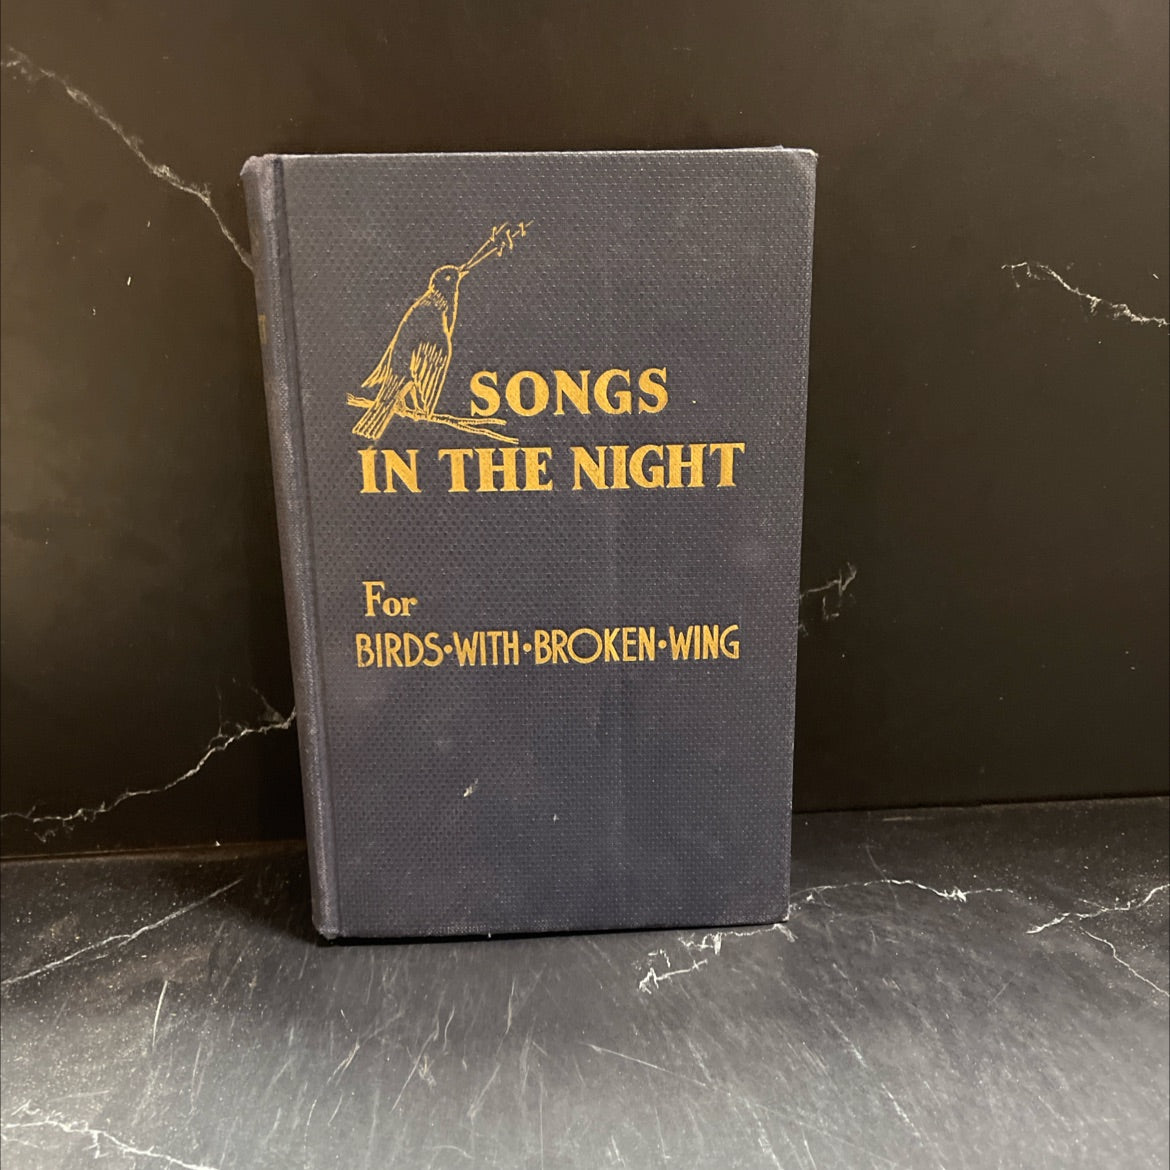 SONGS
IN THE NIGHT
For
BIRDS•WITH•BROKEN•WING